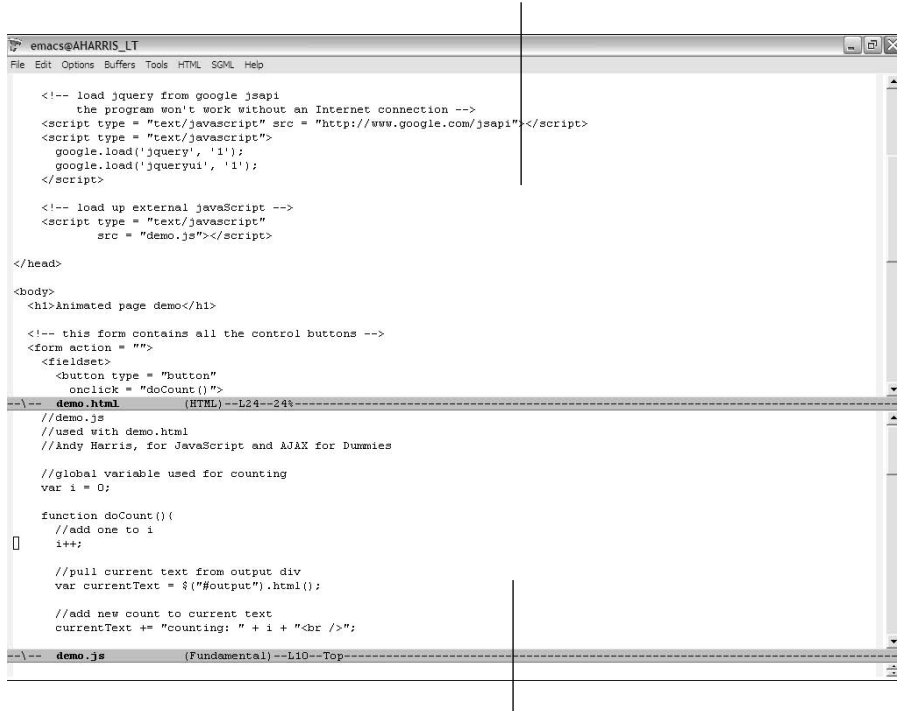 emacs@AHARRIS_LT
File Edit Options Buffers Tools HTML SGML Help
<!-- load jquery from google jsapi
the program won't work without an Internet connection -->
<script type = "text/javascript" src = "http://www.google.com/jsapi"></script>
<script type = "text/javascript">
google.load('jquery', '1');
google.load('jqueryui', '1');
</script>
<!-- load up external javaScript -->
<script type = "text/javascript"
src = "demo.js"></script>
</head>
<body>
<h1>Animated page demo</h1>
<!-- this form contains all the control buttons -->
<form action = "">
<fieldset>
<button type = "button"
onclick = "doCount()">
--\-- demo.html (HTML)--L24--24%--------------------------------
//demo.js
//used with demo.html
//Andy Harris, for JavaScript and AJAX for Dummies
//global variable used for counting
var i = 0;
function doCount(){
//add one to i
i++;
//pull current text from output div
var currentText = $("#output").html();
//add new count to current text
currentText += "counting: " + i + "<br />";
--\-- demo.js (Fundamental)--L10--Top--------------------------------